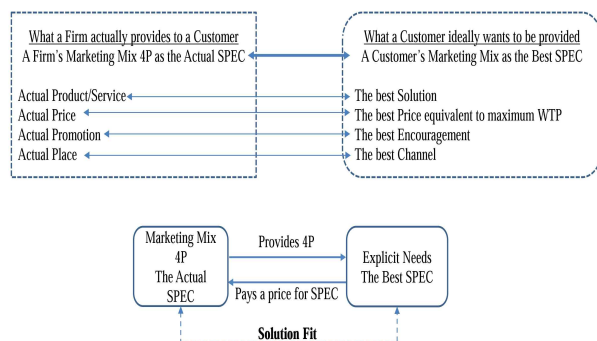 What a Firm actually provides to a Customer
A Firm's Marketing Mix 4P as the Actual SPEC
Actual Product/Service
Actual Price
Actual Promotion
Actual Place
What a Customer ideally wants to be provided
A Customer's Marketing Mix as the Best SPEC
The best Solution
The best Price equivalent to maximum WTP
The best Encouragement
The best Channel
Marketing Mix
4P
The Actual
SPEC
Provides 4P
Pays a price for SPEC
Explicit Needs
The Best SPEC
Solution Fit